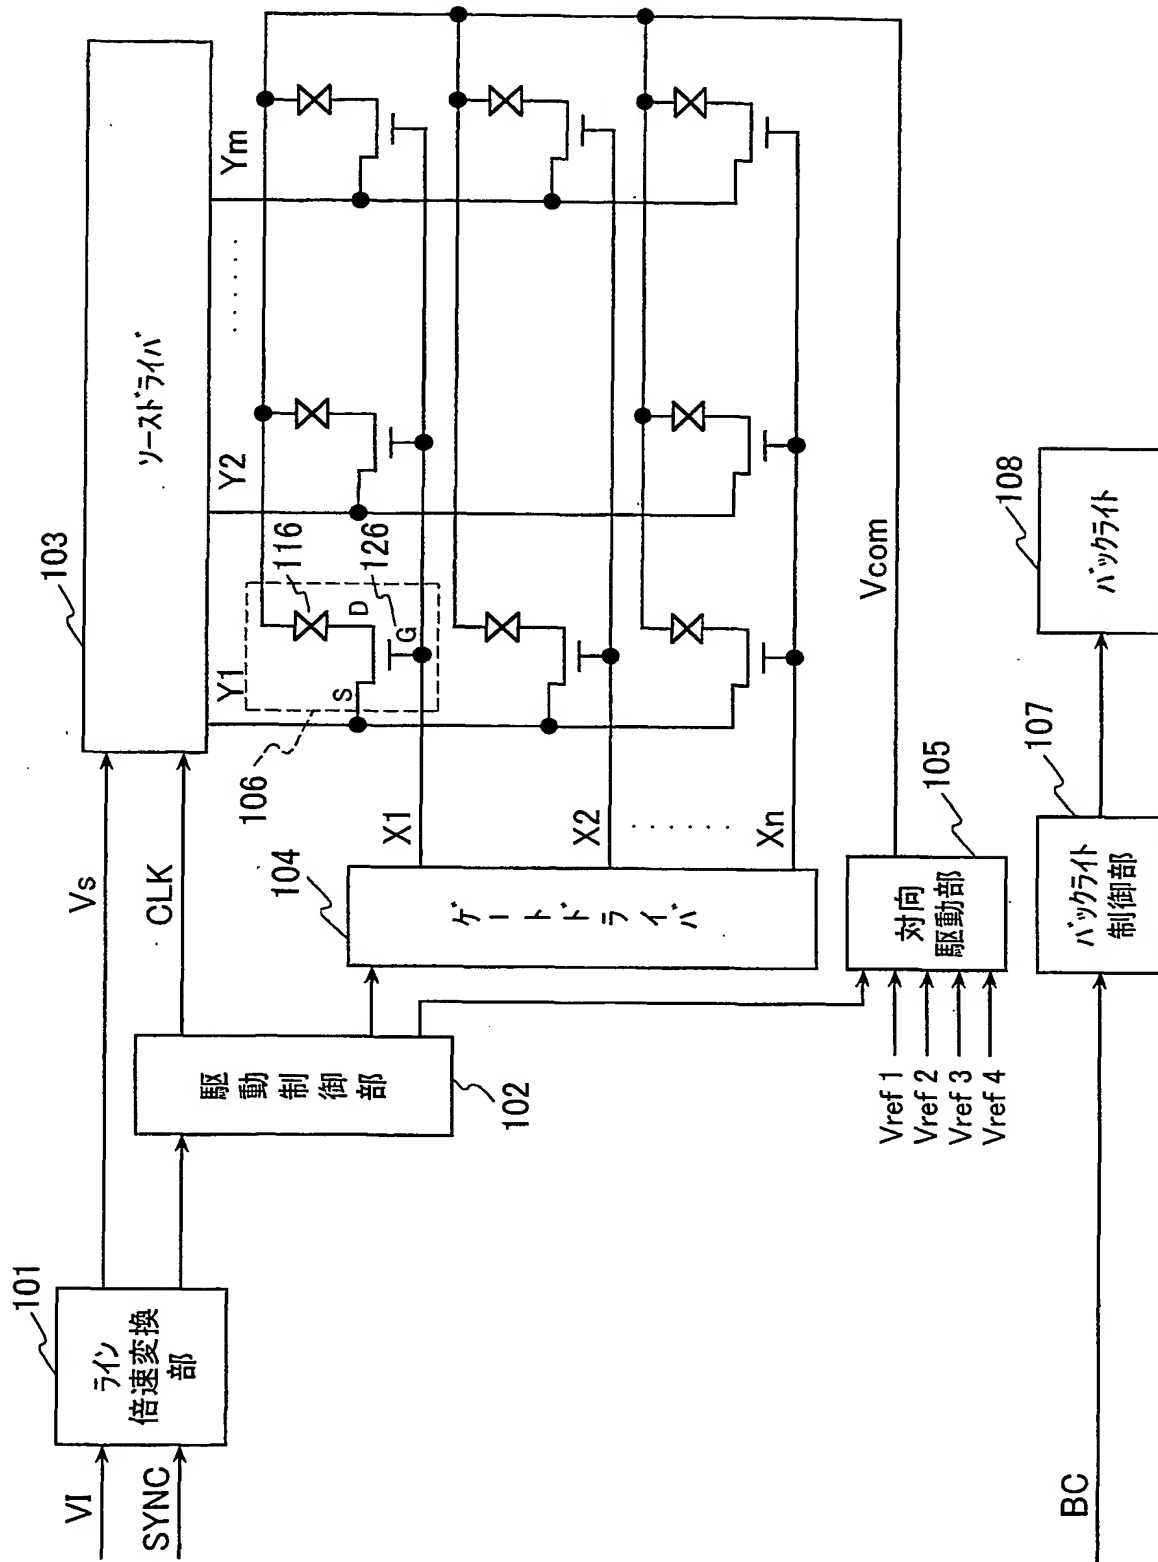 VI
SYNC
101
ライン
倍速変換
部
Vs
CLK
駆動制御部
102
103
ソースドライバ
Y1
Y2
......
Ym
106
116
126
S
D
G
104
ゲートドライバ
X1
X2
.......
Xn
105
対向
駆動部
Vcom
Vref 1
Vref 2
Vref 3
Vref 4
BC
107
バックライト
制御部
108
バックライト